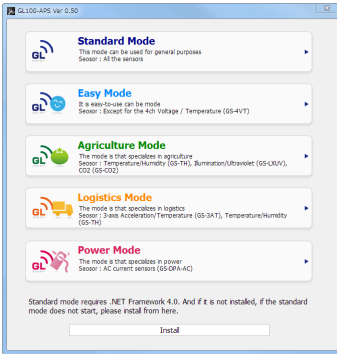 GL100-APS Ver 0.50
Standard Mode
This mode can be used for general purposes
Seosor : All the sensors
GL
Easy Mode
It is easy-to-use can be mode
Seosor : Except for the 4ch Voltage / Temperature (GS-4VT)
GL
Agriculture Mode
The mode is that specializes in agriculture
Seosor : Temperature/Humidity (GS-TH), Illumination/Ultraviolet (GS-LXUV),
CO2 (GS-CO2)
GL
Logistics Mode
The mode is that specializes in logistics
Seosor : 3-axis Acceleration/Temperature (GS-3AT), Temperature/Humidity
(GS-TH)
GL
Power Mode
The mode is that specializes in power
Seosor : AC current sensors (GS-DPA-AC)
GL
Standard mode requires .NET Framework 4.0. And if it is not installed, if the standard
mode does not start, please install from here.
Install